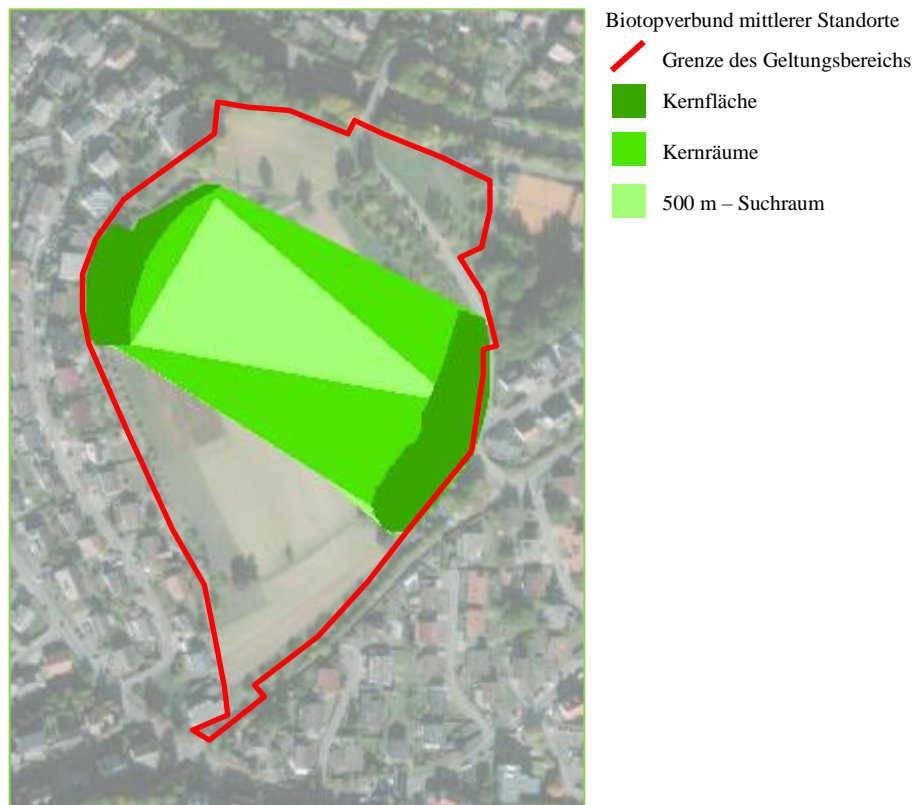 Biotopverbund mittlerer Standorte
Grenze des Geltungsbereichs
Kernfläche
Kernräume
500 m – Suchraum